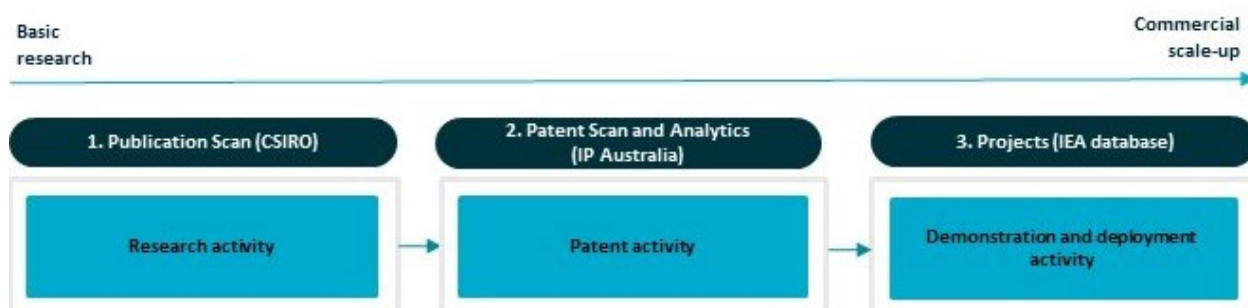 Basic
research
Commercial
scale-up
1. Publication Scan (CSIRO)
2. Patent Scan and Analytics
(IP Australia)
3. Projects (IEA database)
Research activity
Patent activity
Demonstration and deployment
activity